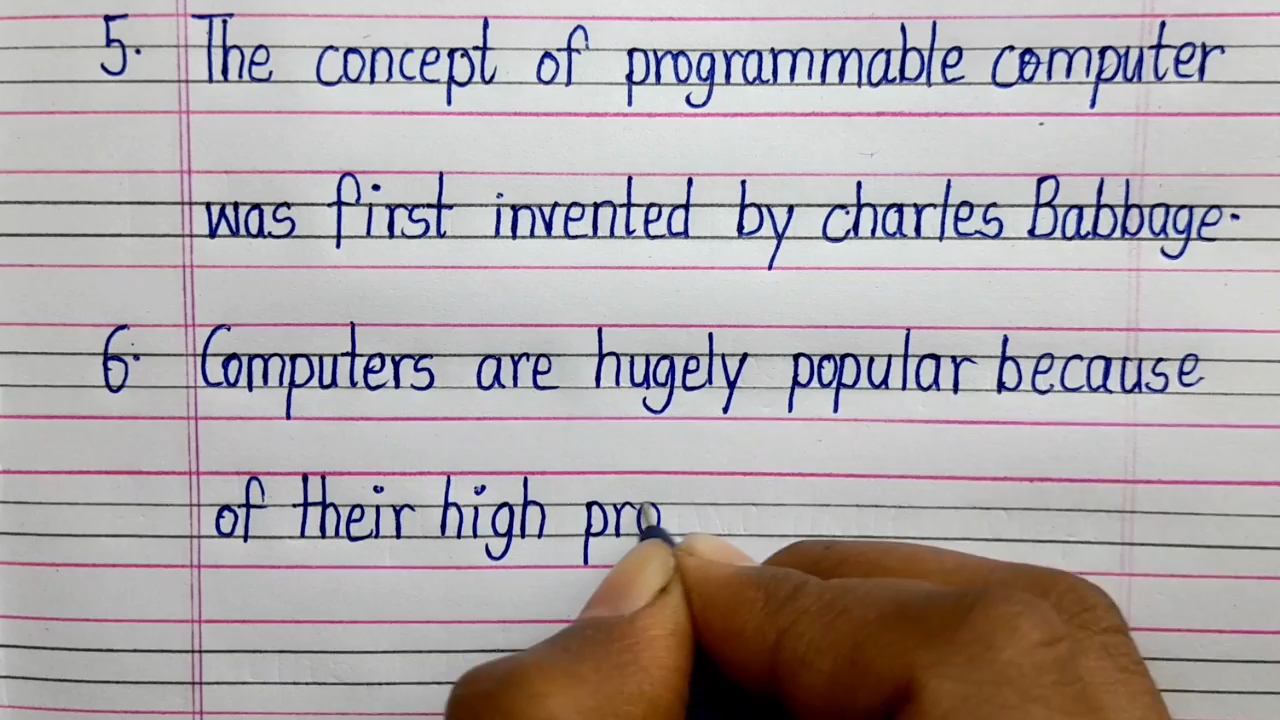 5. The concept of programmable computer
was first invented by charles Babbage.
6. Computers are hugely popular because
of their high pro